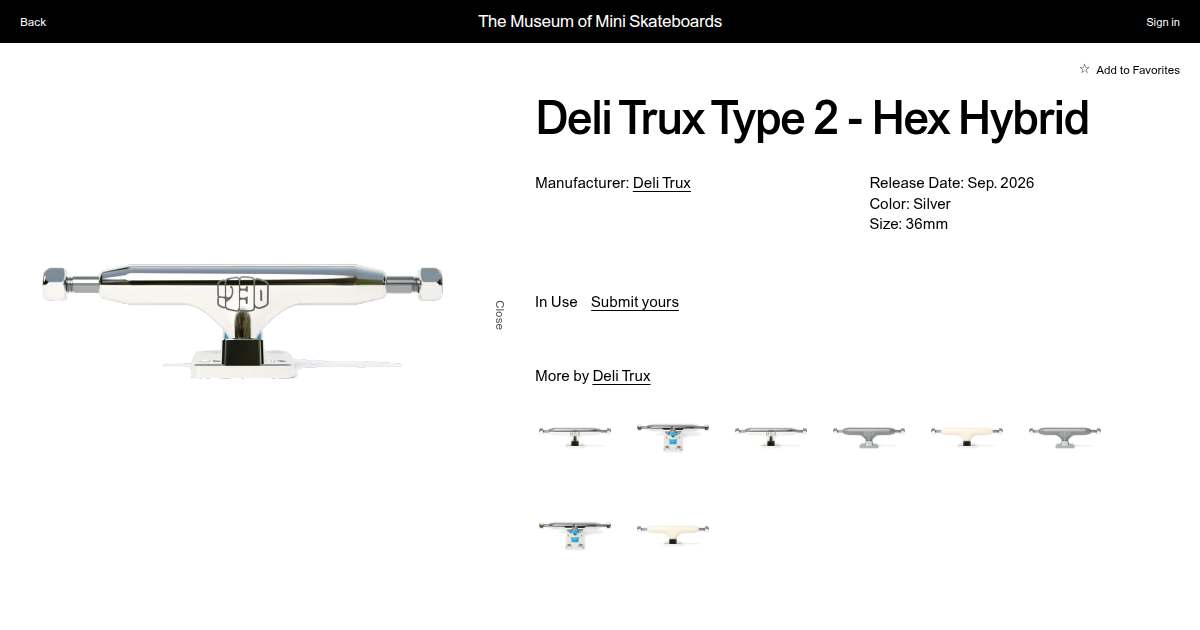 Back
The Museum of Mini Skateboards
Sign in
☆ Add to Favorites
Deli Trux Type 2 - Hex Hybrid
Manufacturer: Deli Trux
Release Date: Sep. 2026
Color: Silver
Size: 36mm
Close
In Use Submit yours
More by Deli Trux